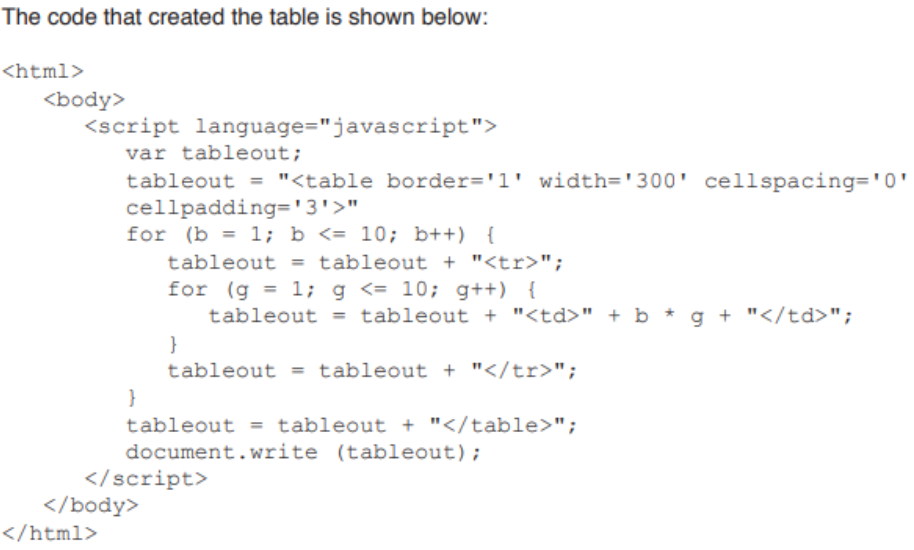 The code that created the table is shown below:
<html>
<body>
<script language="javascript">
var tableout;
tableout = "<table border='1' width='300' cellspacing='0'
cellpadding='3'>"
for (b = 1; b <= 10; b++) {
tableout = tableout + "<tr>";
for (g = 1; g <= 10; g++) {
tableout = tableout + "<td>" + b * g + "</td>";
}
tableout = tableout + "</tr>";
}
tableout = tableout + "</table>";
document.write (tableout);
</script>
</body>
</html>